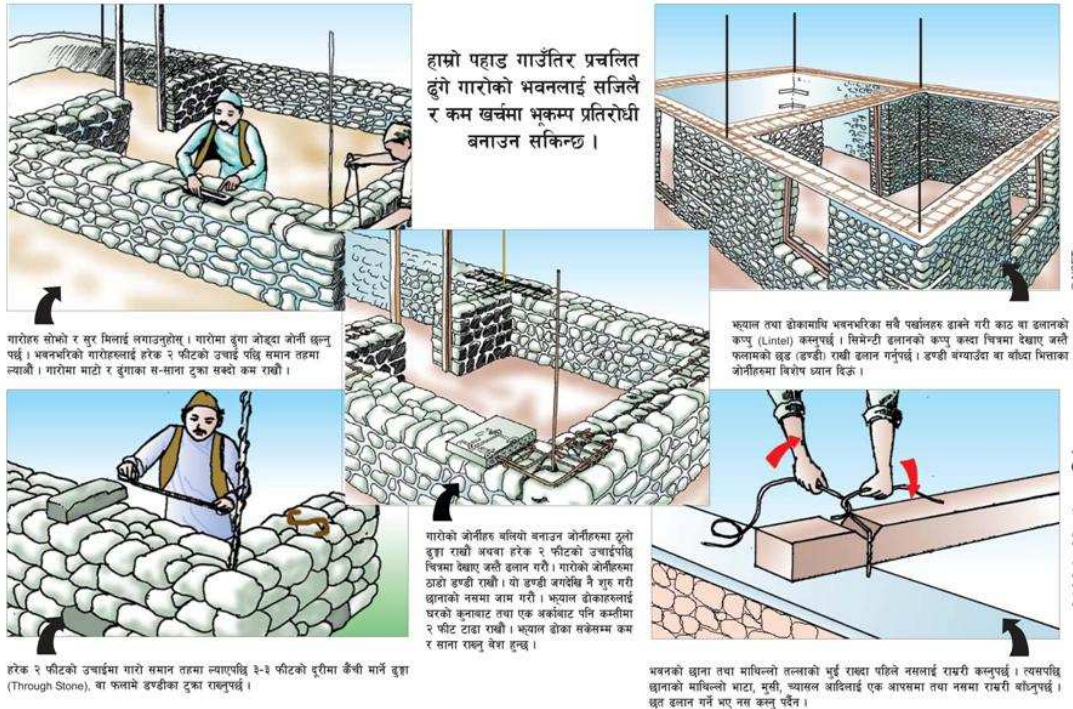 हाम्रो पहाड गाउँतिर प्रचलित
ढुंगे गारोको भवनलाई सजिलै
र कम खर्चमा भूकम्प प्रतिरोधी
बनाउन सकिन्छ ।
गारोहरु सोझो र सुर मिलाई लगाउनुहोस् । गारोमा ढुंगा जोड्दा जोर्नी छल्नु
पर्छ । भवनभरिको गारोहरुलाई हरेक २ फीटको उचाई पछि समान तहमा
ल्याऔं । गारोमा माटो र ढुंगाका स-साना टुक्रा सक्दो कम राखौं ।
झ्याल तथा ढोकामाथि भवनभरिका सबै पर्खालहरु ढाक्ने गरी काठ वा ढलानको
कप्पु (Lintel) कस्नुपर्छ । सिमेन्टी ढलानको कप्पु कस्दा चित्रमा देखाए जस्तै
फलामको छड (डण्डी) राखी ढलान गर्नुपर्छ । डण्डी बंग्याउँदा वा बाँध्दा भित्ताका
जोर्नीहरुमा विशेष ध्यान दिऊं ।
गारोको जोर्नीहरु बलियो बनाउन जोर्नीहरुमा ठूलो
ढुङ्गा राखौं अथवा हरेक २ फीटको उचाईपछि
चित्रमा देखाए जस्तै ढलान गरौं । गारोको जोर्नीहरुमा
ठाडो डण्डी राखौं । यो डण्डी जगदेखि नै शुरु गरी
छानाको नसमा जाम गरौं । झ्याल ढोकाहरुलाई
घरको कुनाबाट तथा एक अर्काबाट पनि कम्तीमा
२ फीट टाढा राखौं । झ्याल ढोका सकेसम्म कम
र साना राख्नु बेश हुन्छ ।
हरेक २ फीटको उचाईमा गारो समान तहमा ल्याएपछि ३-३ फीटको दूरीमा कैंची मार्ने ढुङ्गा
(Through Stone), वा फलामे डण्डीका टुक्रा राख्नुपर्छ ।
भवनको छाना तथा माथिल्लो तल्लाको भुईं राख्दा पहिले नसलाई राम्ररी कस्नुपर्छ । त्यसपछि
छानाको माथिल्लो भाटा, मुसी, च्यासल आदिलाई एक आपसमा तथा नसमा राम्ररी बाँध्नुपर्छ ।
छत ढलान गर्ने भए नस कस्नु पर्दैन ।